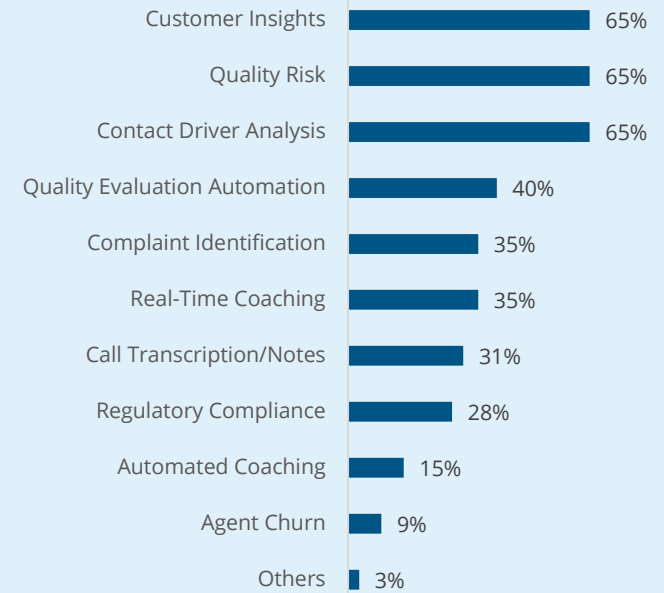 Customer Insights 65%
Quality Risk 65%
Contact Driver Analysis 65%
Quality Evaluation Automation 40%
Complaint Identification 35%
Real-Time Coaching 35%
Call Transcription/Notes 31%
Regulatory Compliance 28%
Automated Coaching 15%
Agent Churn 9%
Others 3%